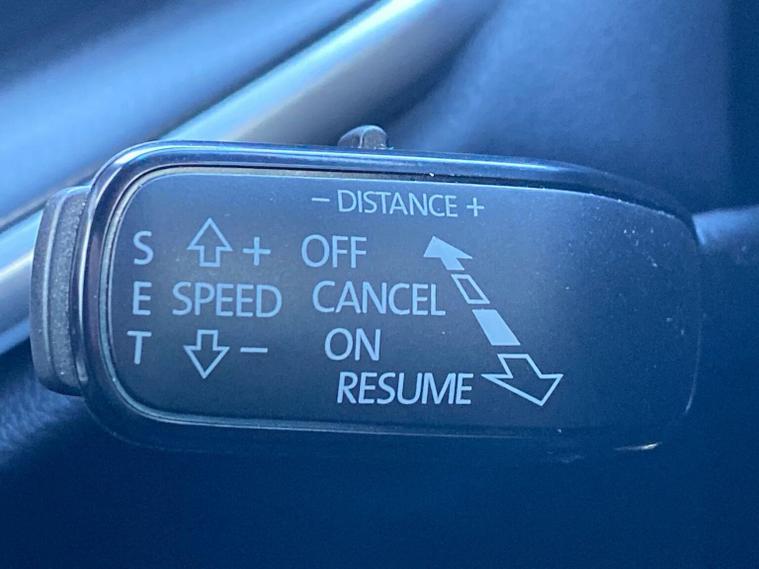 − DISTANCE +
S + OFF
E SPEED CANCEL
T − ON
RESUME